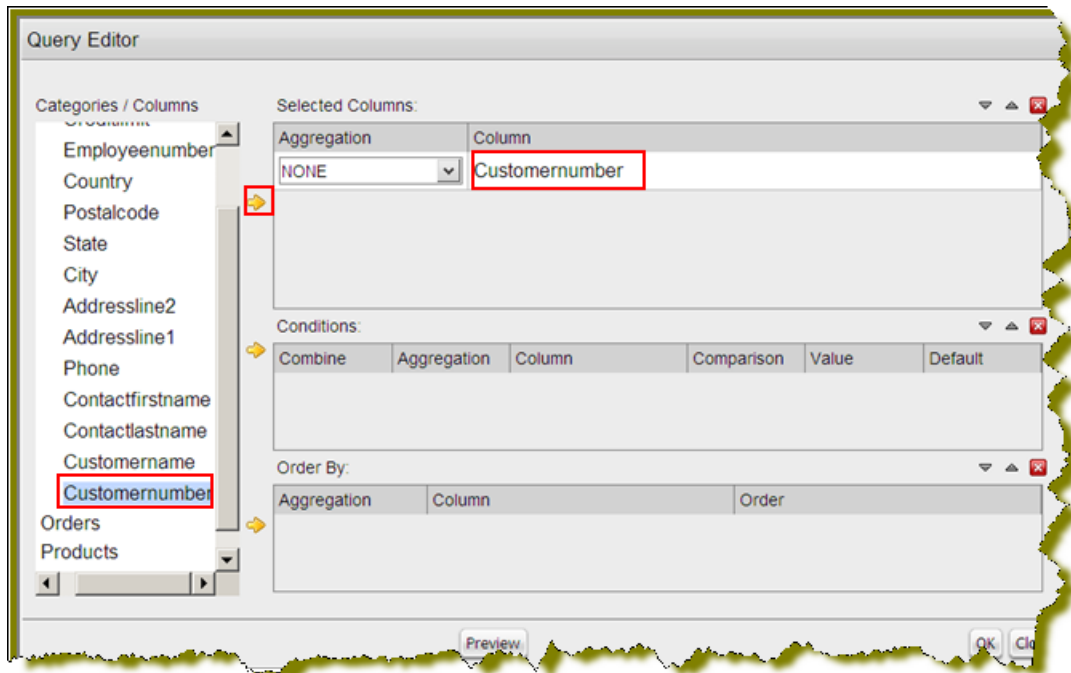 Query Editor
Categories / Columns
Employeenumber
Country
Postalcode
State
City
Addressline2
Addressline1
Phone
Contactfirstname
Contactlastname
Customername
Customernumber
Orders
Products
Selected Columns:
Aggregation Column
NONE Customernumber
Conditions:
Combine Aggregation Column Comparison Value Default
Order By:
Aggregation Column Order
Preview OK